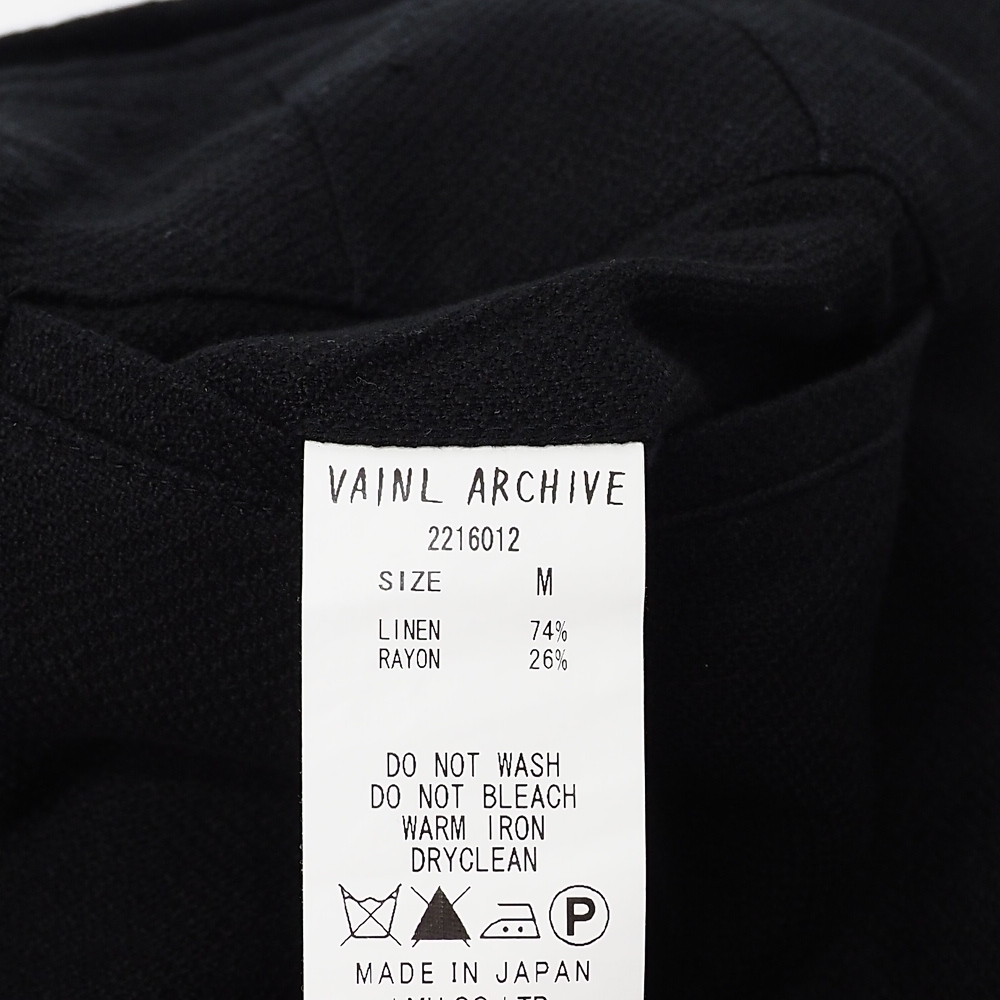 VAINL ARCHIVE
2216012
SIZE M
LINEN 74%
RAYON 26%
DO NOT WASH
DO NOT BLEACH
WARM IRON
DRYCLEAN
P
MADE IN JAPAN